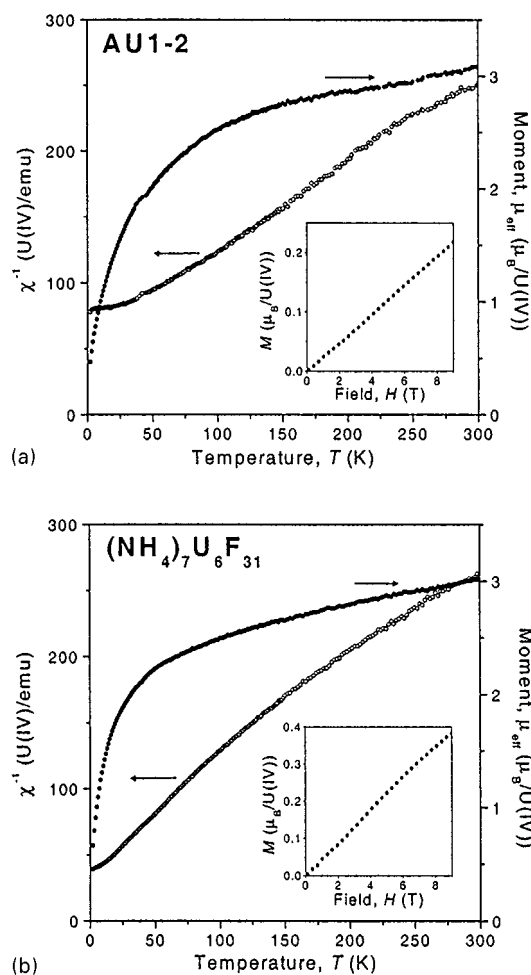 AU1-2
300
200
100
0
χ⁻¹ (U(IV)/emu)
3
2
1
0
Moment, μeff (μB/U(IV))
0.2
0.1
0.0
M (μB/U(IV))
0 2 4 6 8
Field, H (T)
0 50 100 150 200 250 300
Temperature, T (K)
(a)
(NH₄)₇U₆F₃₁
300
200
100
0
χ⁻¹ (U(IV)/emu)
3
2
1
0
Moment, μeff (μB/U(IV))
0.4
0.3
0.2
0.1
0.0
M (μB/U(IV))
0 2 4 6 8
Field, H (T)
0 50 100 150 200 250 300
Temperature, T (K)
(b)